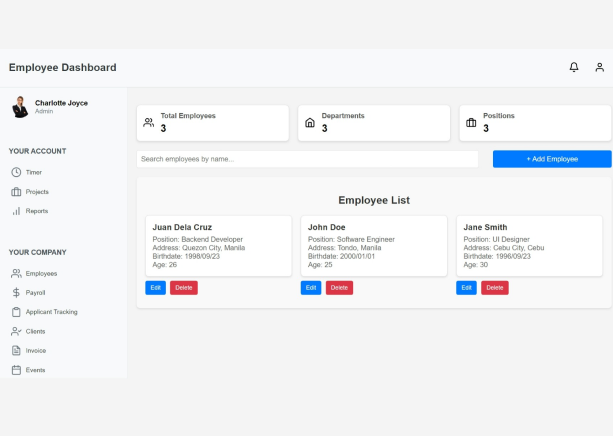 Employee Dashboard
Charlotte Joyce
Admin
YOUR ACCOUNT
Timer
Projects
Reports
YOUR COMPANY
Employees
Payroll
Applicant Tracking
Clients
Invoice
Events
Total Employees
3
Departments
3
Positions
3
Search employees by name...
+ Add Employee
Employee List
Juan Dela Cruz
Position: Backend Developer
Address: Quezon City, Manila
Birthdate: 1998/09/23
Age: 26
Edit Delete
John Doe
Position: Software Engineer
Address: Tondo, Manila
Birthdate: 2000/01/01
Age: 25
Edit Delete
Jane Smith
Position: UI Designer
Address: Cebu City, Cebu
Birthdate: 1996/09/23
Age: 30
Edit Delete